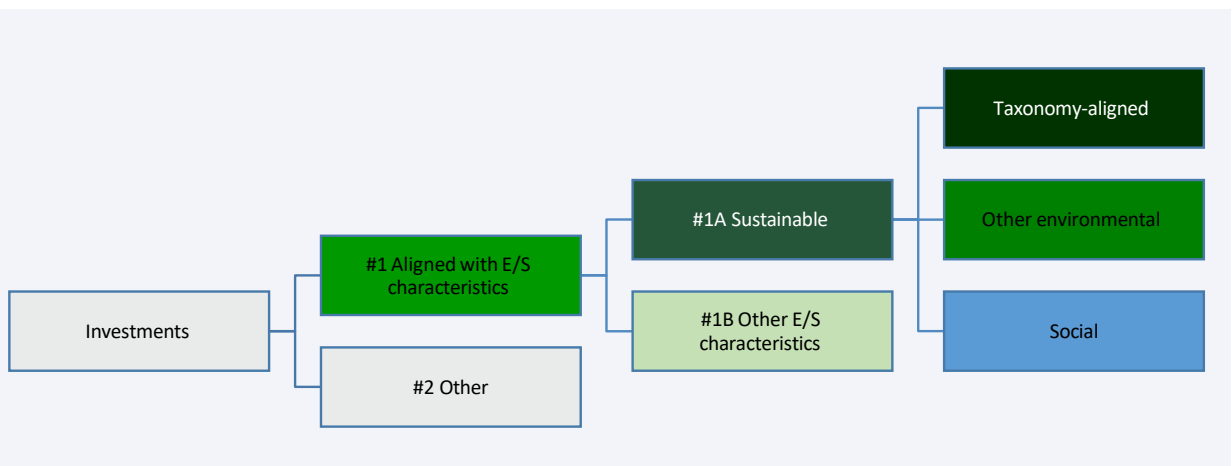 Taxonomy-aligned
#1A Sustainable
Other environmental
#1 Aligned with E/S
characteristics
Investments
#1B Other E/S
characteristics
Social
#2 Other